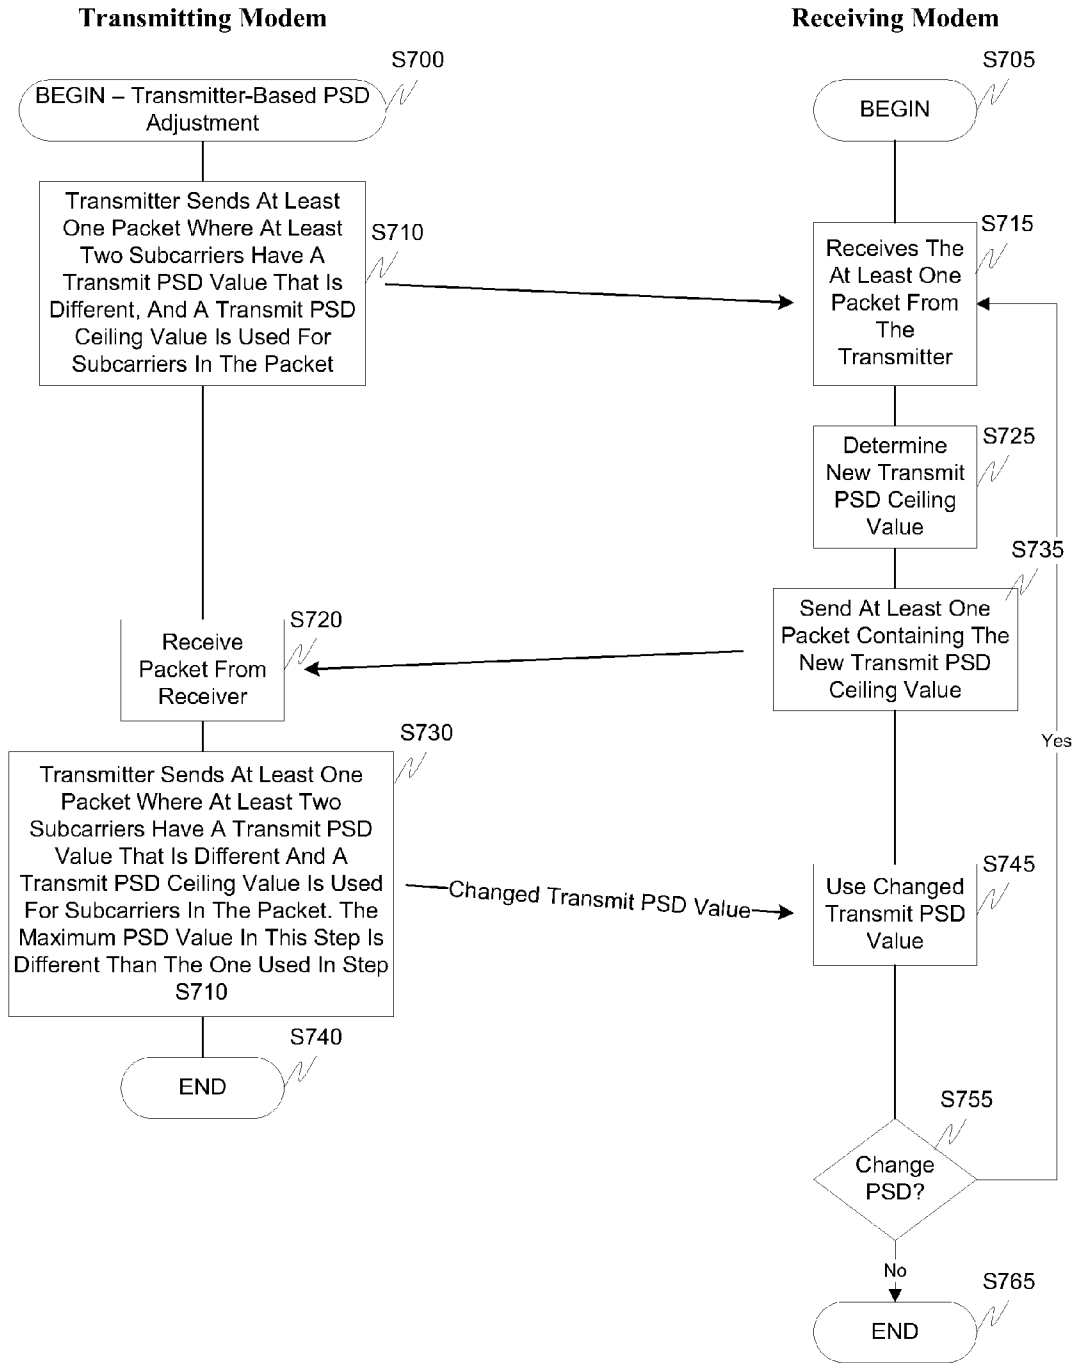 Transmitting Modem
Receiving Modem
S700
BEGIN – Transmitter-Based PSD
Adjustment
S705
BEGIN
Transmitter Sends At Least
One Packet Where At Least
Two Subcarriers Have A
Transmit PSD Value That Is
Different, And A Transmit PSD
Ceiling Value Is Used For
Subcarriers In The Packet
S710
S715
Receives The
At Least One
Packet From
The
Transmitter
S725
Determine
New Transmit
PSD Ceiling
Value
S735
Send At Least One
Packet Containing The
New Transmit PSD
Ceiling Value
S720
Receive
Packet From
Receiver
S730
Transmitter Sends At Least One
Packet Where At Least Two
Subcarriers Have A Transmit PSD
Value That Is Different And A
Transmit PSD Ceiling Value Is Used
For Subcarriers In The Packet. The
Maximum PSD Value In This Step Is
Different Than The One Used In Step
S710
Changed Transmit PSD Value
Yes
S745
Use Changed
Transmit PSD
Value
S740
END
S755
Change
PSD?
No
S765
END